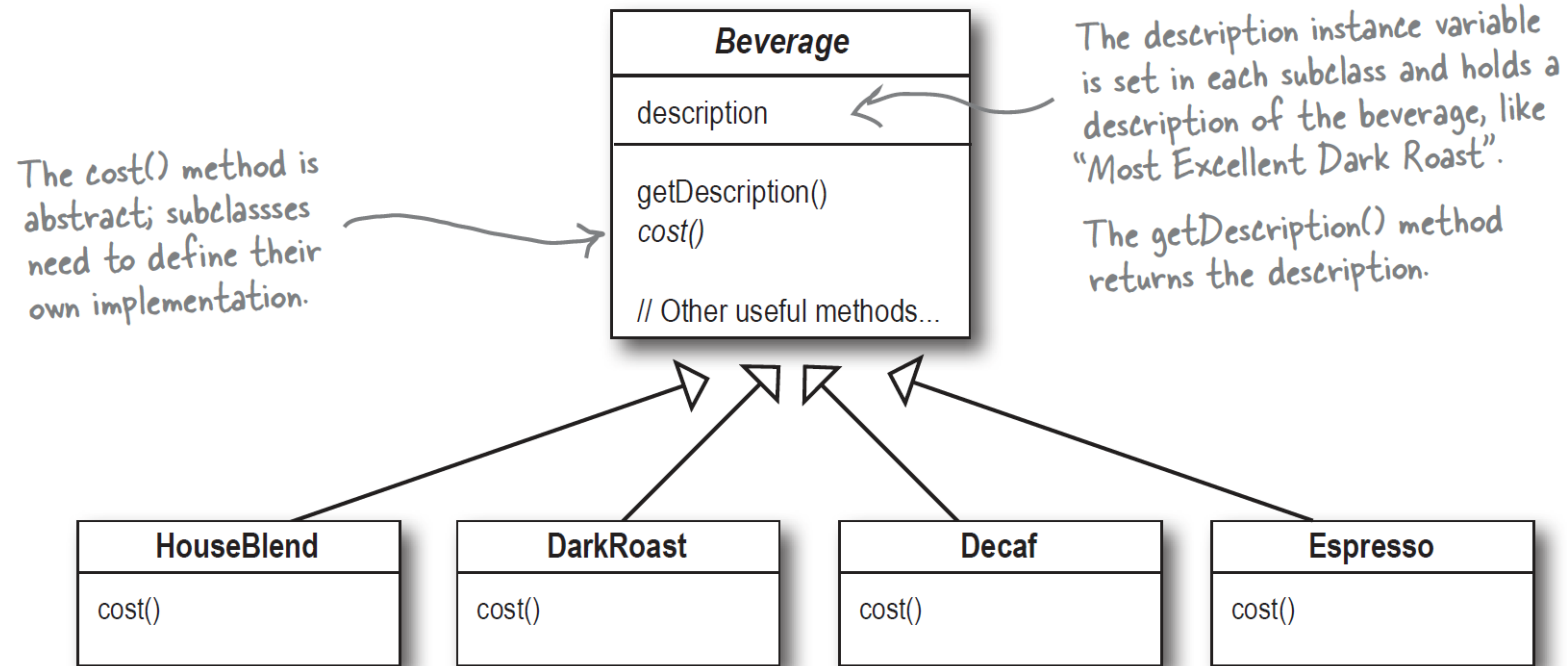 Beverage
description
getDescription()
cost()
// Other useful methods...
The cost() method is
abstract; subclassses
need to define their
own implementation.
The description instance variable
is set in each subclass and holds a
description of the beverage, like
“Most Excellent Dark Roast”.
The getDescription() method
returns the description.
HouseBlend
cost()
DarkRoast
cost()
Decaf
cost()
Espresso
cost()